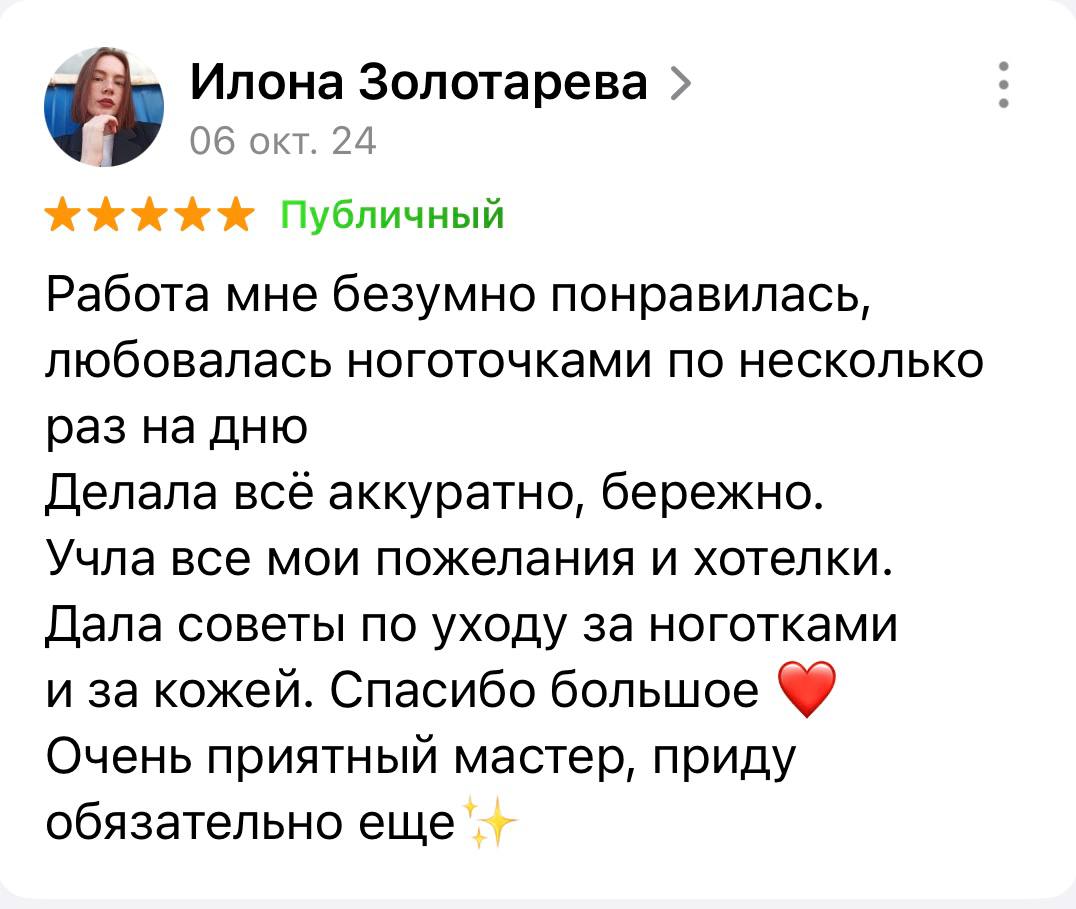 Илона Золотарева
06 окт. 24
Публичный
Работа мне безумно понравилась,
любовалась ноготочками по несколько
раз на дню
Делала всё аккуратно, бережно.
Учла все мои пожелания и хотелки.
Дала советы по уходу за ноготками
и за кожей. Спасибо большое ❤️
Очень приятный мастер, приду
обязательно еще✨